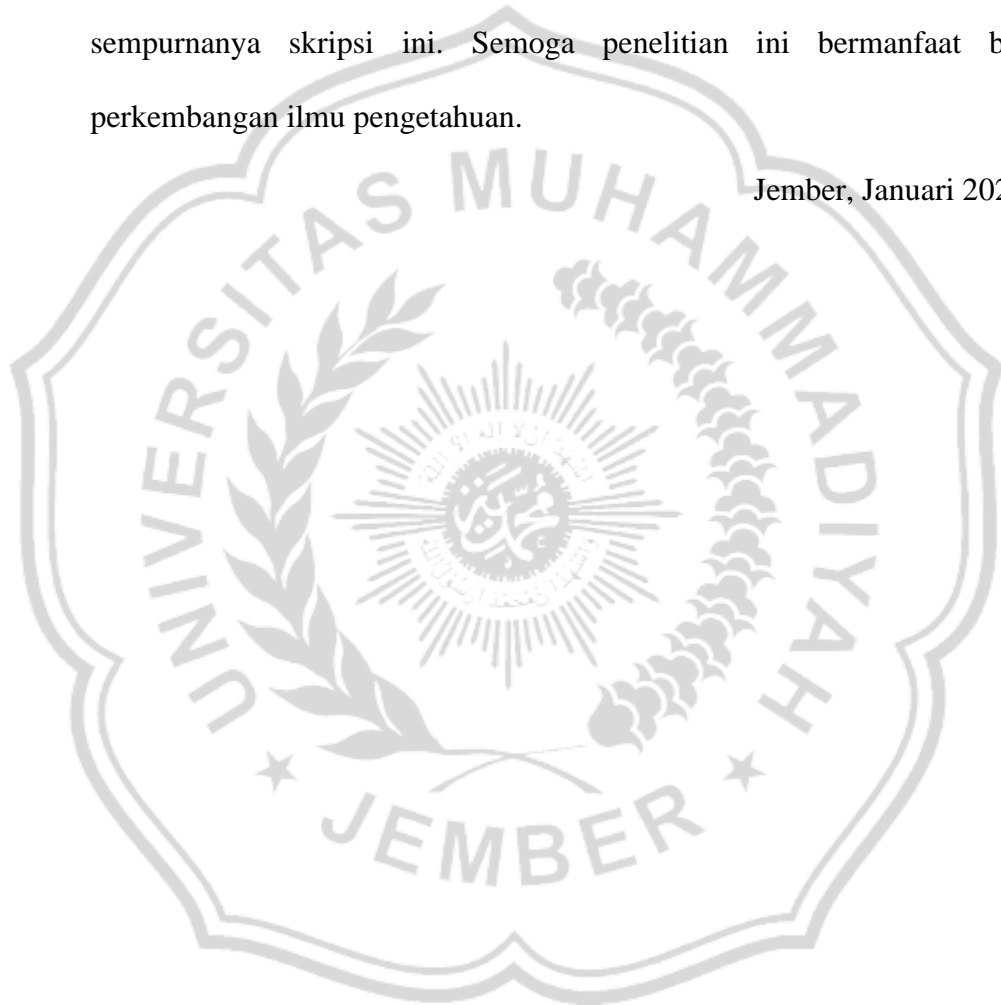 sempurnanya skripsi ini. Semoga penelitian ini bermanfaat b
perkembangan ilmu pengetahuan.
Jember, Januari 202
UNIVERSITAS MUHAMMADIYAH
JEMBER